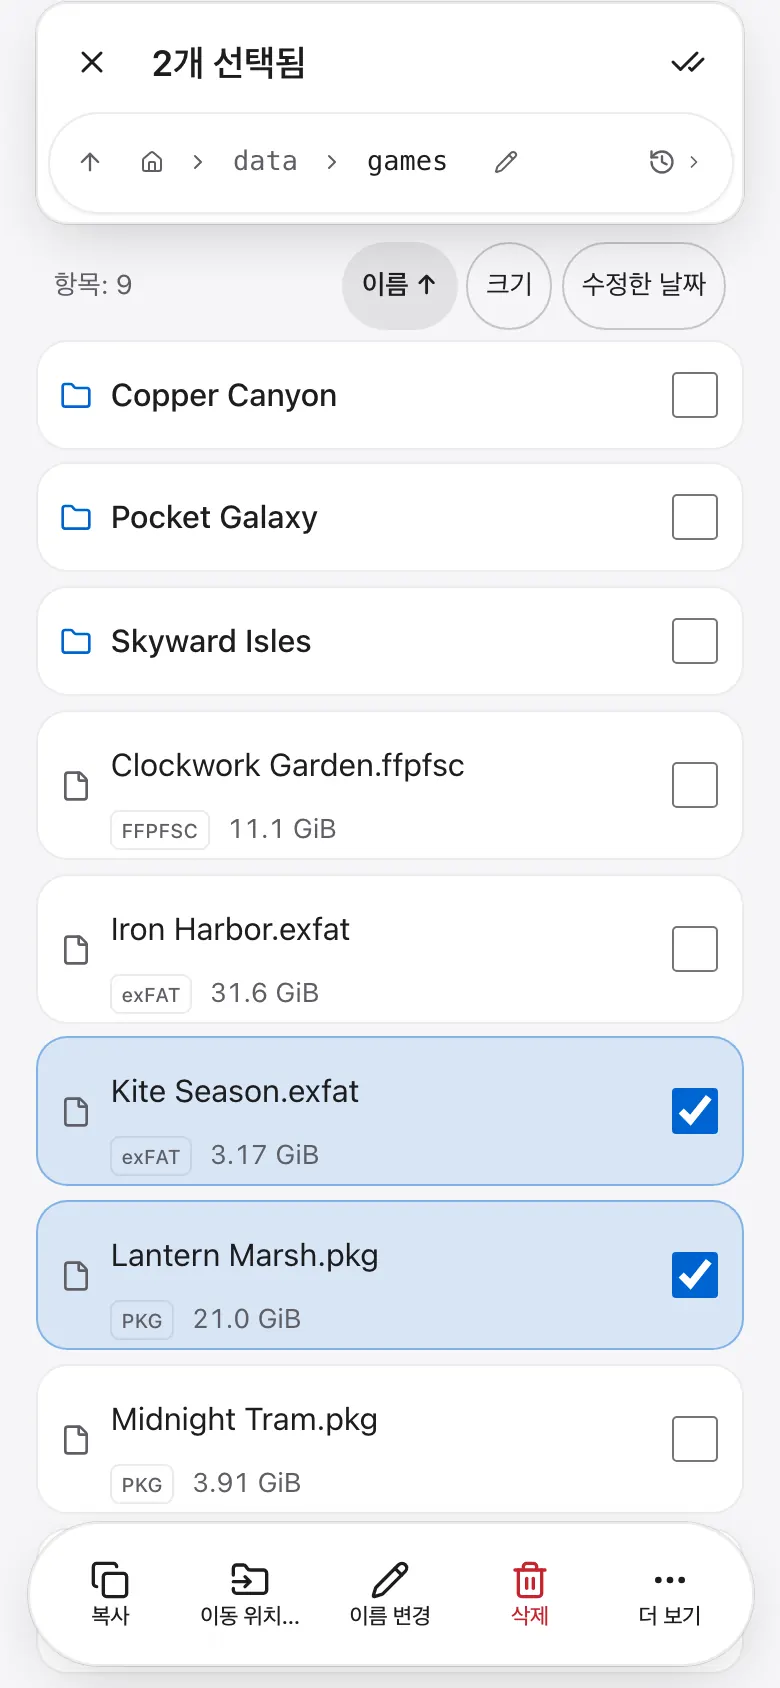 2개 선택됨
data games
항목: 9 이름 ↑ 크기 수정한 날짜
Copper Canyon
Pocket Galaxy
Skyward Isles
Clockwork Garden.ffpfsc
FFPFSC 11.1 GiB
Iron Harbor.exfat
exFAT 31.6 GiB
Kite Season.exfat
exFAT 3.17 GiB
Lantern Marsh.pkg
PKG 21.0 GiB
Midnight Tram.pkg
PKG 3.91 GiB
복사 이동 위치... 이름 변경 삭제 더 보기